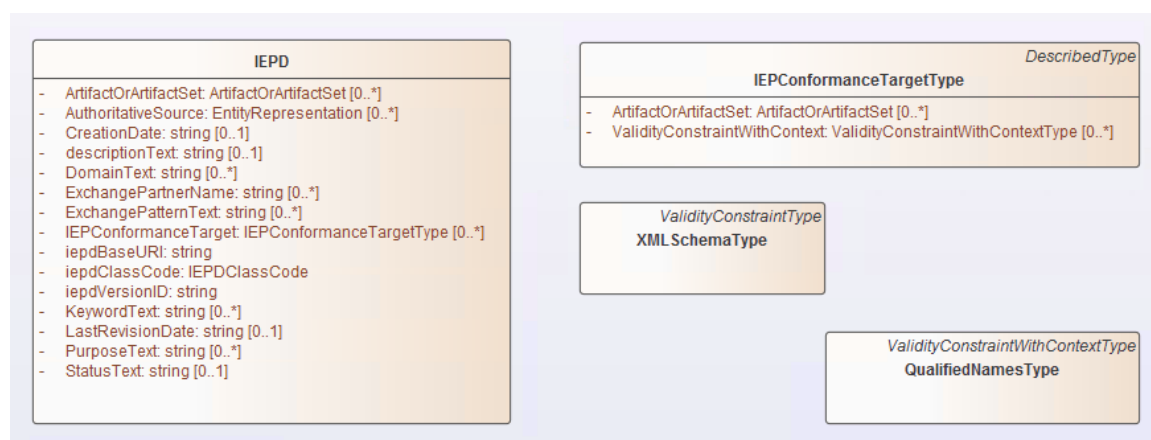 IEPD
- ArtifactOrArtifactSet: ArtifactOrArtifactSet [0..*]
- AuthoritativeSource: EntityRepresentation [0..*]
- CreationDate: string [0..1]
- descriptionText: string [0..1]
- DomainText: string [0..*]
- ExchangePartnerName: string [0..*]
- ExchangePatternText: string [0..*]
- IEPConformanceTarget: IEPConformanceTargetType [0..*]
- iepdBaseURI: string
- iepdClassCode: IEPDClassCode
- iepdVersionID: string
- KeywordText: string [0..*]
- LastRevisionDate: string [0..1]
- PurposeText: string [0..*]
- StatusText: string [0..1]
DescribedType
IEPConformanceTargetType
- ArtifactOrArtifactSet: ArtifactOrArtifactSet [0..*]
- ValidityConstraintWithContext: ValidityConstraintWithContextType [0..*]
ValidityConstraintType
XMLSchemaType
ValidityConstraintWithContextType
QualifiedNamesType